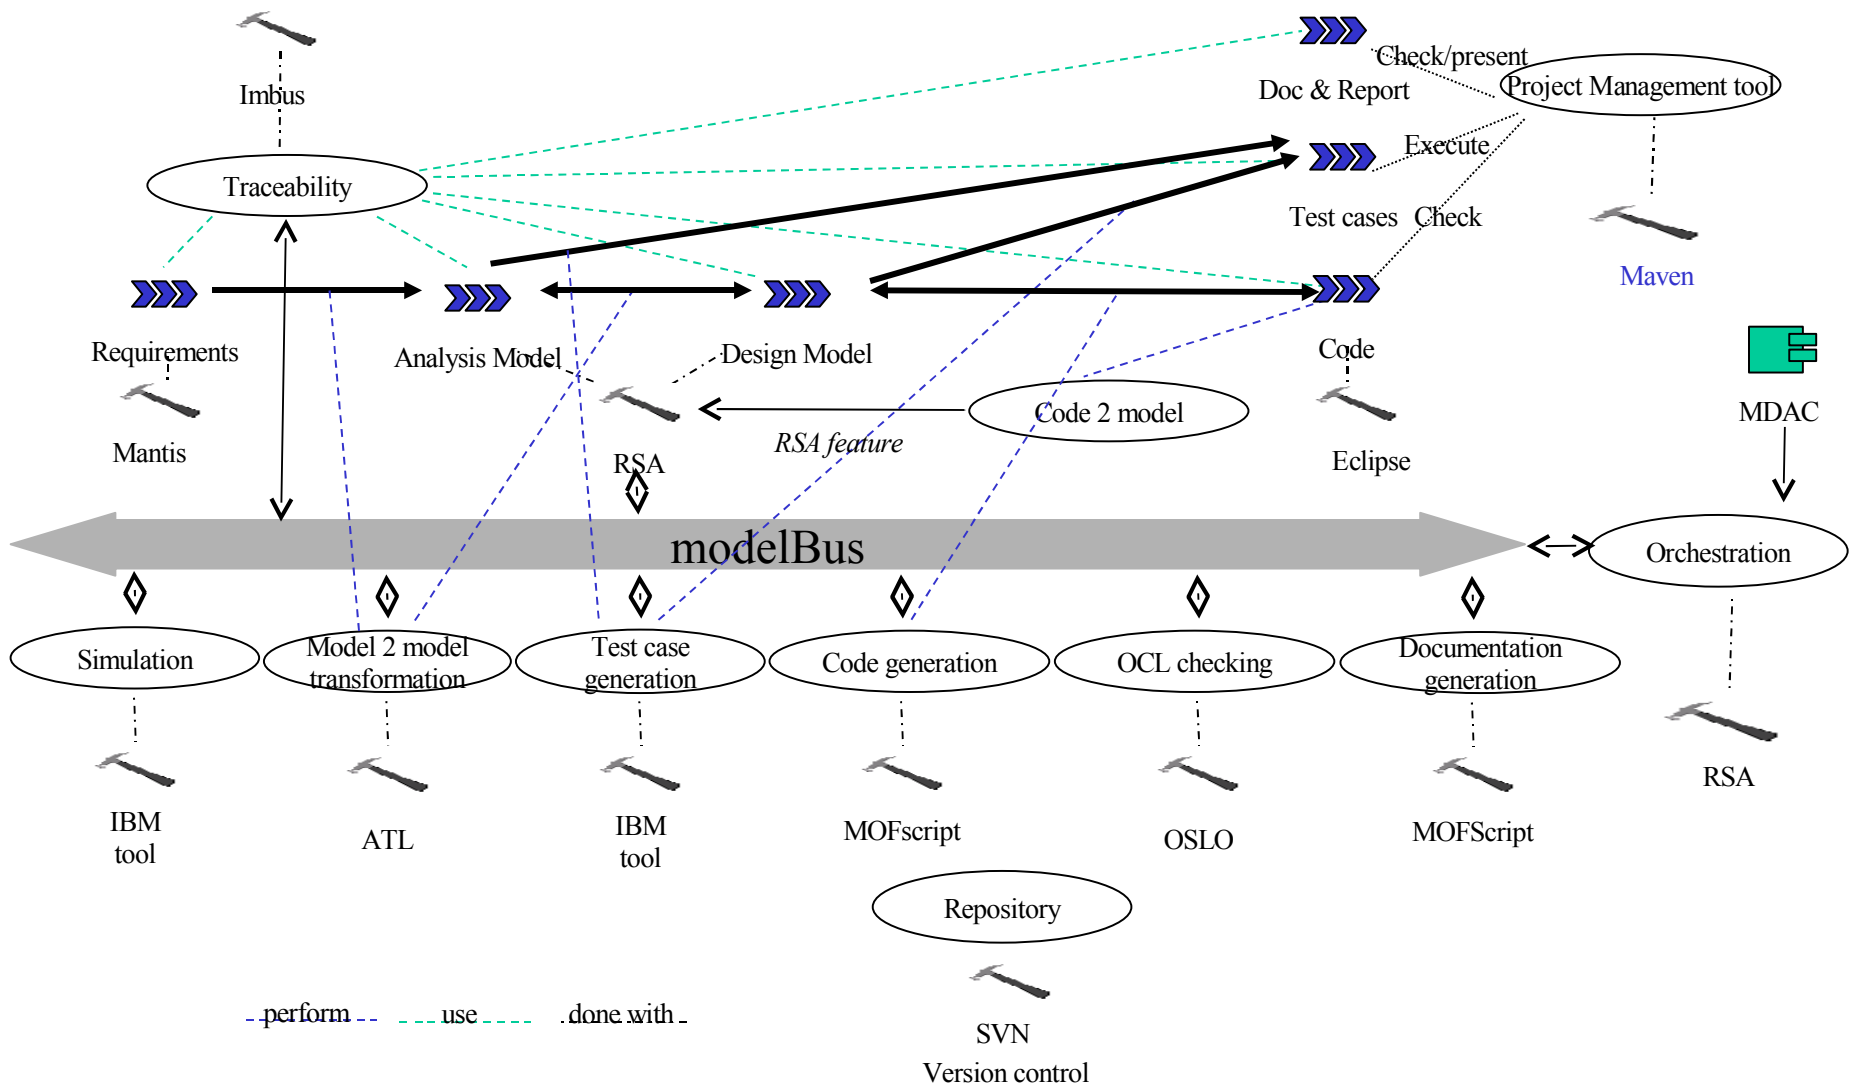 Imbus
Check/present
Doc & Report
Project Management tool
Execute
Traceability
Test cases
Check
Maven
Requirements
Analysis Model
Design Model
Code
Code 2 model
MDAC
RSA feature
Mantis
RSA
Eclipse
modelBus
Orchestration
Simulation
Model 2 model
transformation
Test case
generation
Code generation
OCL checking
Documentation
generation
IBM
tool
ATL
IBM
tool
MOFscript
OSLO
MOFScript
RSA
Repository
perform
use
done with
SVN
Version control